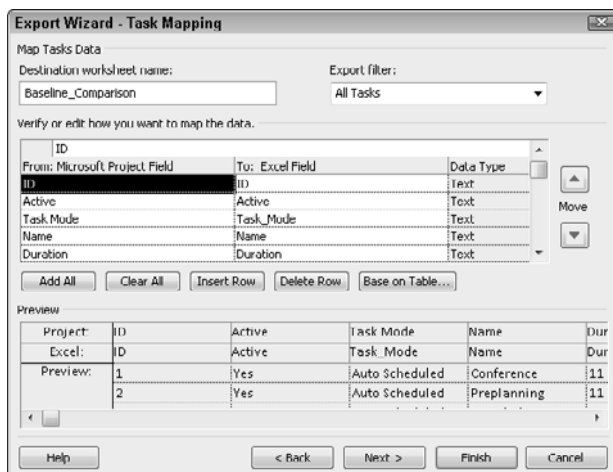 Export Wizard - Task Mapping
Map Tasks Data
Destination worksheet name: Export filter:
Baseline_Comparison All Tasks
Verify or edit how you want to map the data.
ID
From: Microsoft Project Field To: Excel Field Data Type
ID ID Text
Active Active Text
Task Mode Task_Mode Text
Name Name Text
Duration Duration Text
Move
Add All Clear All Insert Row Delete Row Base on Table...
Preview
Project: ID Active Task Mode Name Dur
Excel: ID Active Task_Mode Name Dur
Preview: 1 Yes Auto Scheduled Conference 11
2 Yes Auto Scheduled Preplanning 11
Help < Back Next > Finish Cancel